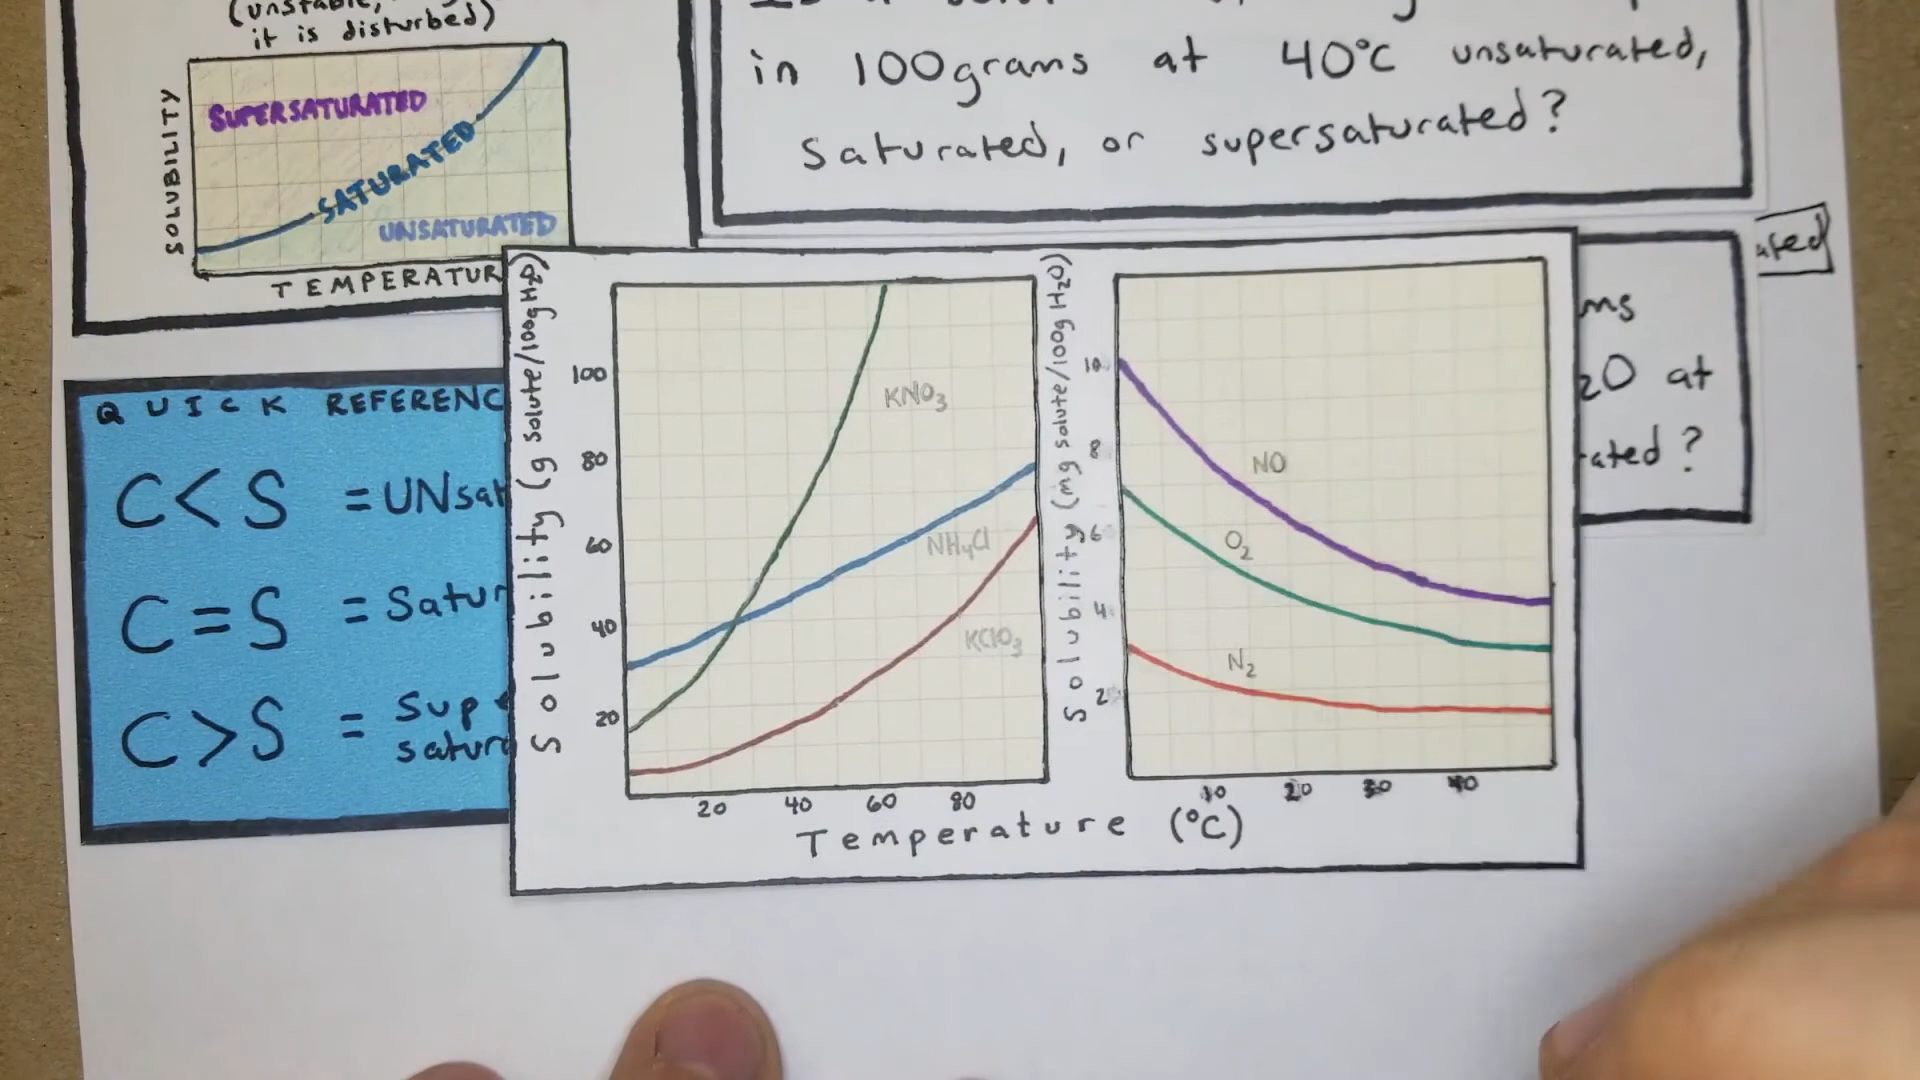 (unstable,
it is disturbed)
SOLUBILITY
SUPERSATURATED
SATURATED
UNSATURATED
TEMPERATUR
in 100grams at 40°C unsaturated,
saturated, or supersaturated?
ms
2O at
ated?
QUICK REFERENC
C<S = UNsat
C=S = Satur
C>S = Sup
satur
Solubility (g solute/100g H₂O)
100
80
60
40
20
KNO₃
NH₄Cl
KClO₃
20 40 60 80
Solubility (mg solute/100g H₂O)
10
8
6
4
2
NO
O₂
N₂
10 20 30 40
Temperature (°C)